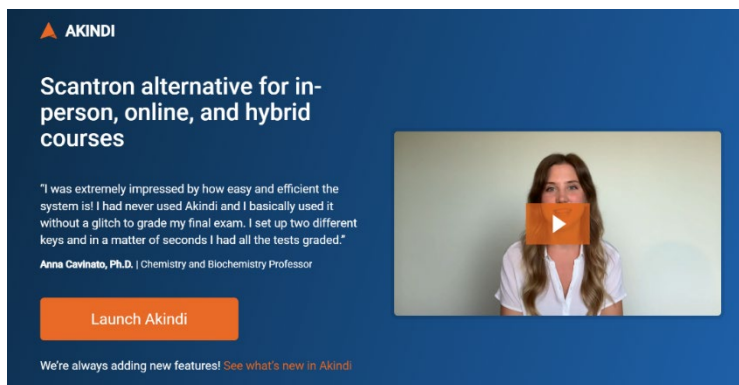 AKINDI
Scantron alternative for in-
person, online, and hybrid
courses
"I was extremely impressed by how easy and efficient the
system is! I had never used Akindi and I basically used it
without a glitch to grade my final exam. I set up two different
keys and in a matter of seconds I had all the tests graded."
Anna Cavinato, Ph.D. | Chemistry and Biochemistry Professor
Launch Akindi
We're always adding new features! See what's new in Akindi